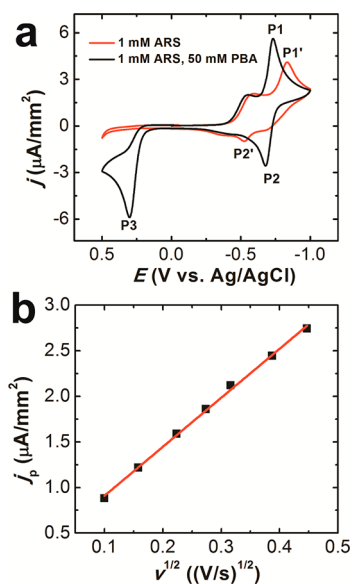 a
1 mM ARS
1 mM ARS, 50 mM PBA
P1
P1'
P2'
P2
P3
6
3
0
-3
-6
j (μA/mm²)
0.5 0.0 -0.5 -1.0
E (V vs. Ag/AgCl)
b
3.0
2.5
2.0
1.5
1.0
0.5
jp (μA/mm²)
0.1 0.2 0.3 0.4 0.5
v^1/2 ((V/s)^1/2)